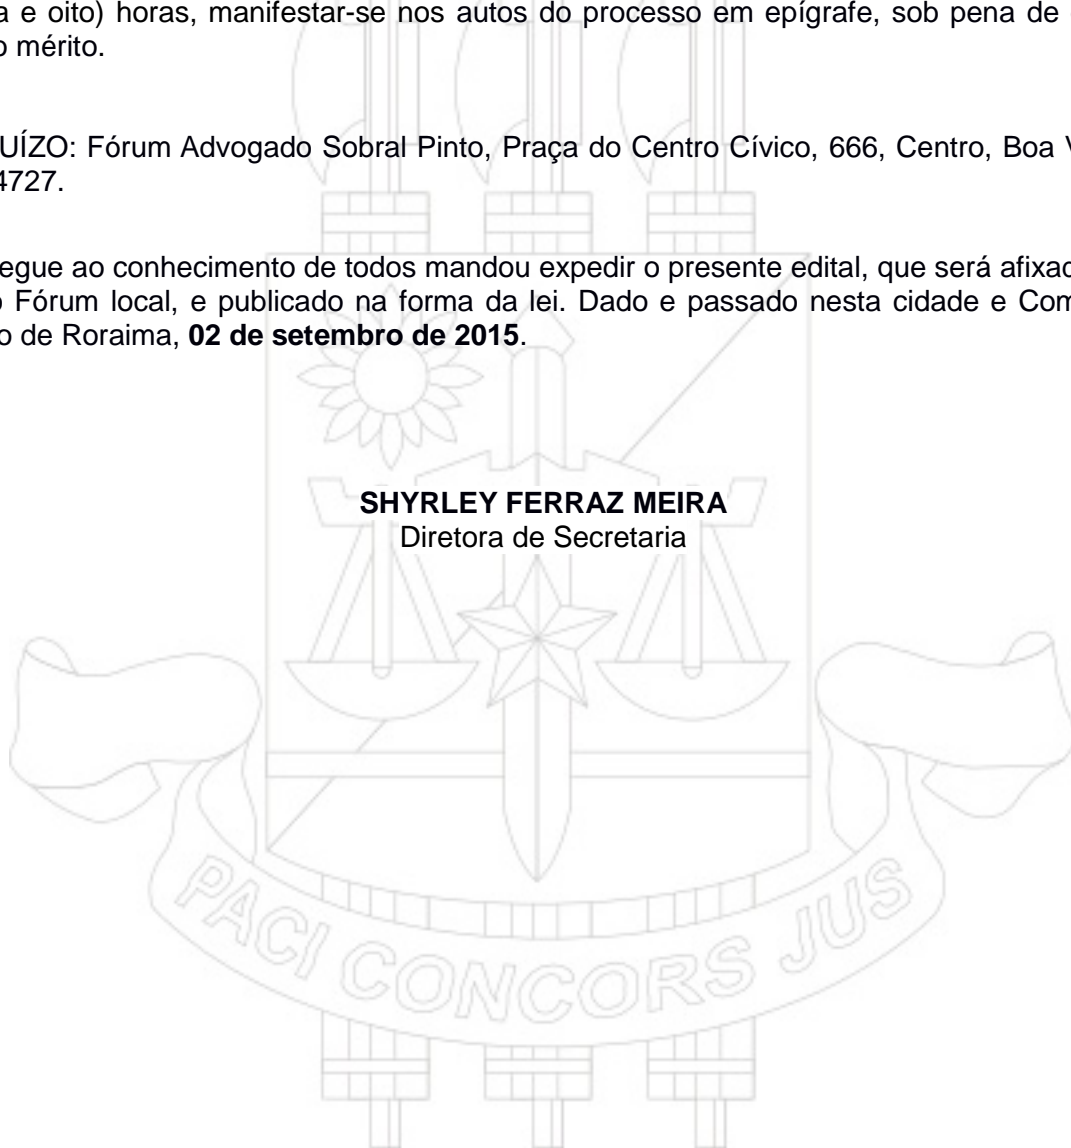 a e oito) horas, manifestar-se nos autos do processo em epígrafe, sob pena de
o mérito.
UÍZO: Fórum Advogado Sobral Pinto, Praça do Centro Cívico, 666, Centro, Boa V
4727.
egue ao conhecimento de todos mandou expedir o presente edital, que será afixac
o Fórum local, e publicado na forma da lei. Dado e passado nesta cidade e Com
o de Roraima, 02 de setembro de 2015.
SHYRLEY FERRAZ MEIRA
Diretora de Secretaria
PACI CONCORS JUS